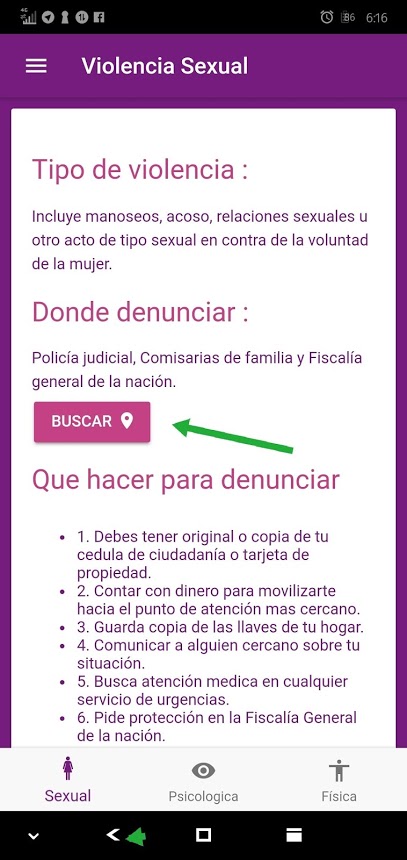 4G 86 6:16
Violencia Sexual
Tipo de violencia :
Incluye manoseos, acoso, relaciones sexuales u
otro acto de tipo sexual en contra de la voluntad
de la mujer.
Donde denunciar :
Policía judicial, Comisarias de familia y Fiscalía
general de la nación.
BUSCAR
Que hacer para denunciar
• 1. Debes tener original o copia de tu
cedula de ciudadanía o tarjeta de
propiedad.
• 2. Contar con dinero para movilizarte
hacia el punto de atención mas cercano.
• 3. Guarda copia de las llaves de tu hogar.
• 4. Comunicar a alguien cercano sobre tu
situación.
• 5. Busca atención medica en cualquier
servicio de urgencias.
• 6. Pide protección en la Fiscalía General
de la nación.
Sexual Psicologica Física